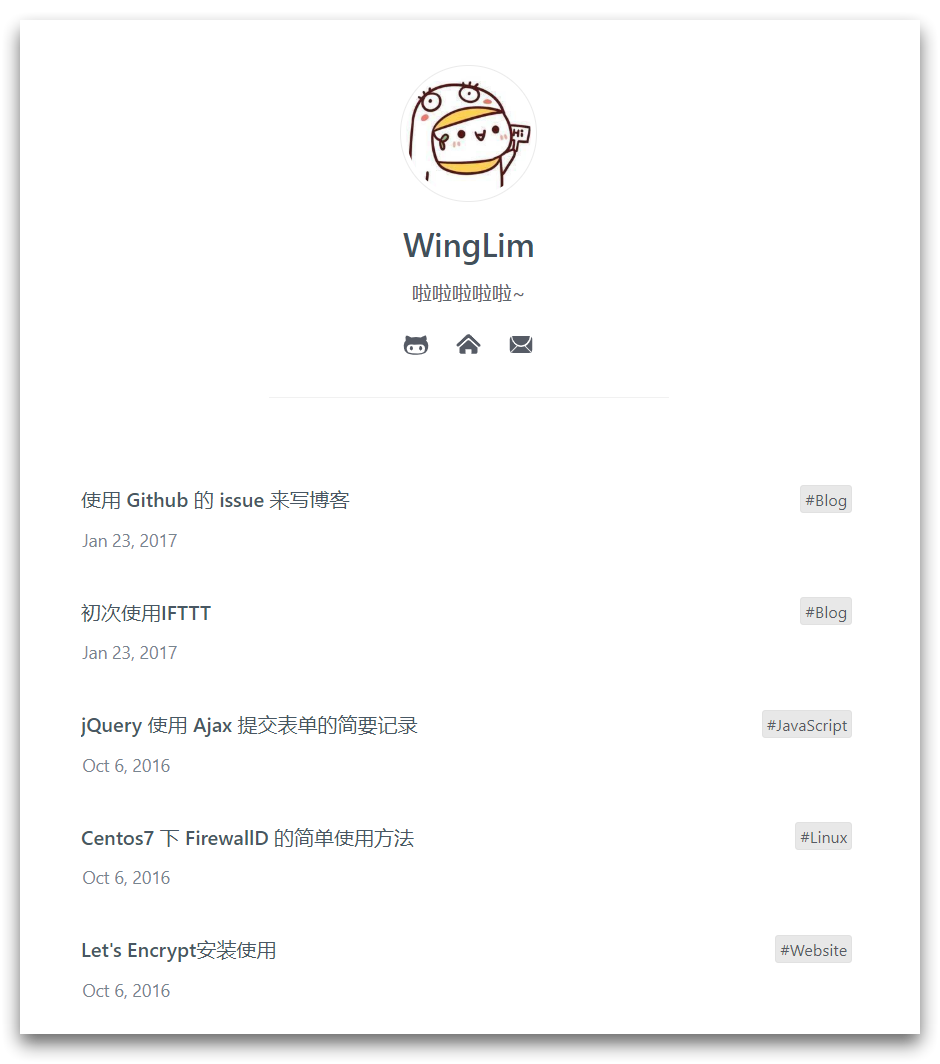 Hi
WingLim
啦啦啦啦啦~
使用 Github 的 issue 来写博客 #Blog
Jan 23, 2017
初次使用IFTTT #Blog
Jan 23, 2017
jQuery 使用 Ajax 提交表单的简要记录 #JavaScript
Oct 6, 2016
Centos7 下 FirewallD 的简单使用方法 #Linux
Oct 6, 2016
Let's Encrypt安装使用 #Website
Oct 6, 2016